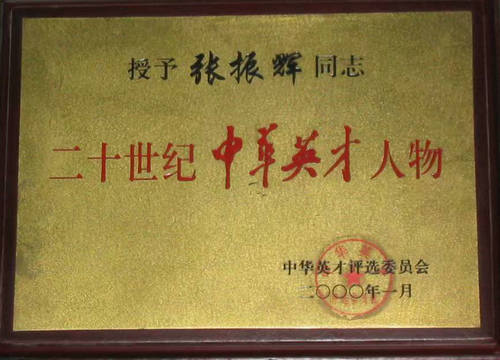 授予 张振辉 同志
二十世纪中华英才人物
中华英才评选委员会
二〇〇〇年一月